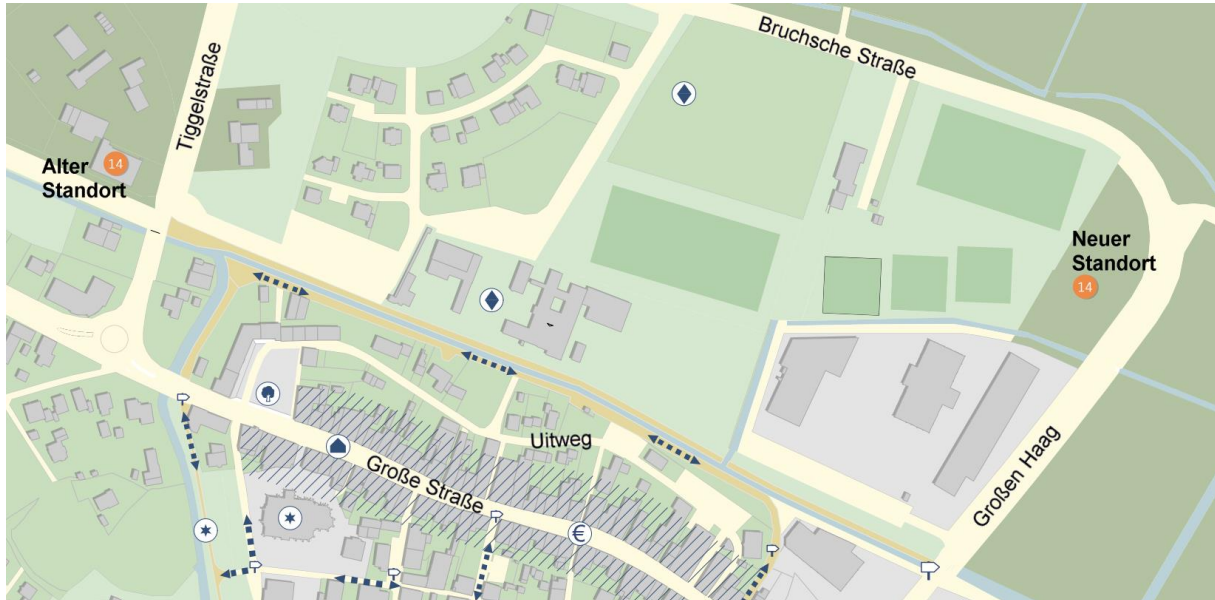 Bruchsche Straße
Tiggelstraße
Alter
Standort
14
Neuer
Standort
14
Uitweg
Große Straße
€
Großen Haag